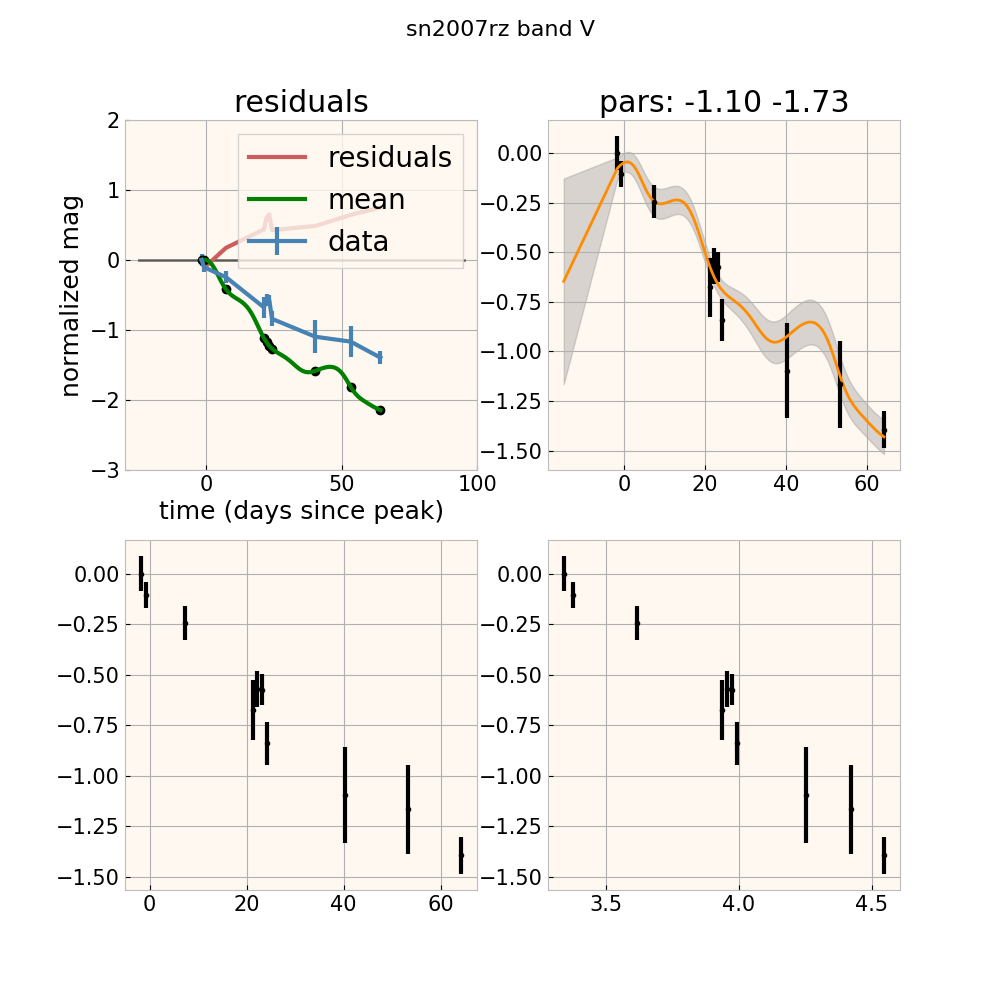 sn2007rz band V
residuals
pars: -1.10 -1.73
normalized mag
2
1
0
−1
−2
−3
residuals
mean
data
0 50 100
time (days since peak)
0.00
−0.25
−0.50
−0.75
−1.00
−1.25
−1.50
0 20 40 60
0.00
−0.25
−0.50
−0.75
−1.00
−1.25
−1.50
0 20 40 60
0.00
−0.25
−0.50
−0.75
−1.00
−1.25
−1.50
3.5 4.0 4.5